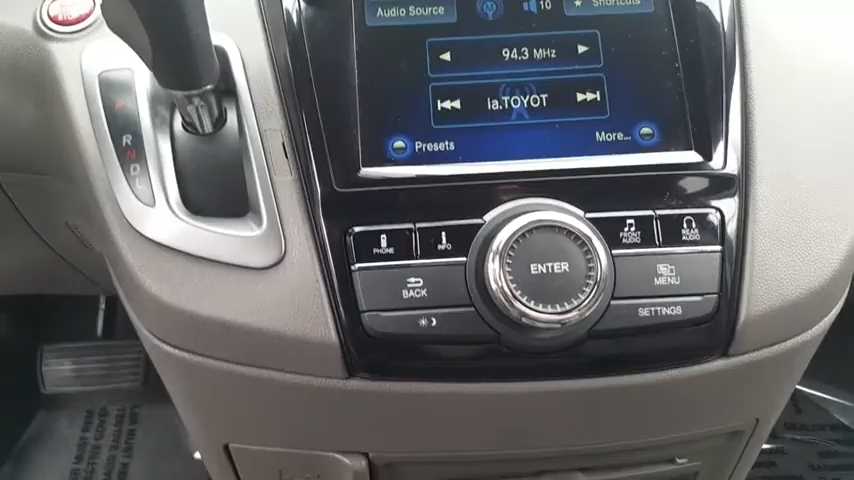 Audio Source
10
Shortcuts
94.3 MHz
ia.TOYOT
Presets
More...
P
R
N
D
L
PHONE
INFO
FRONT AUDIO
REAR AUDIO
ENTER
BACK
MENU
SETTINGS